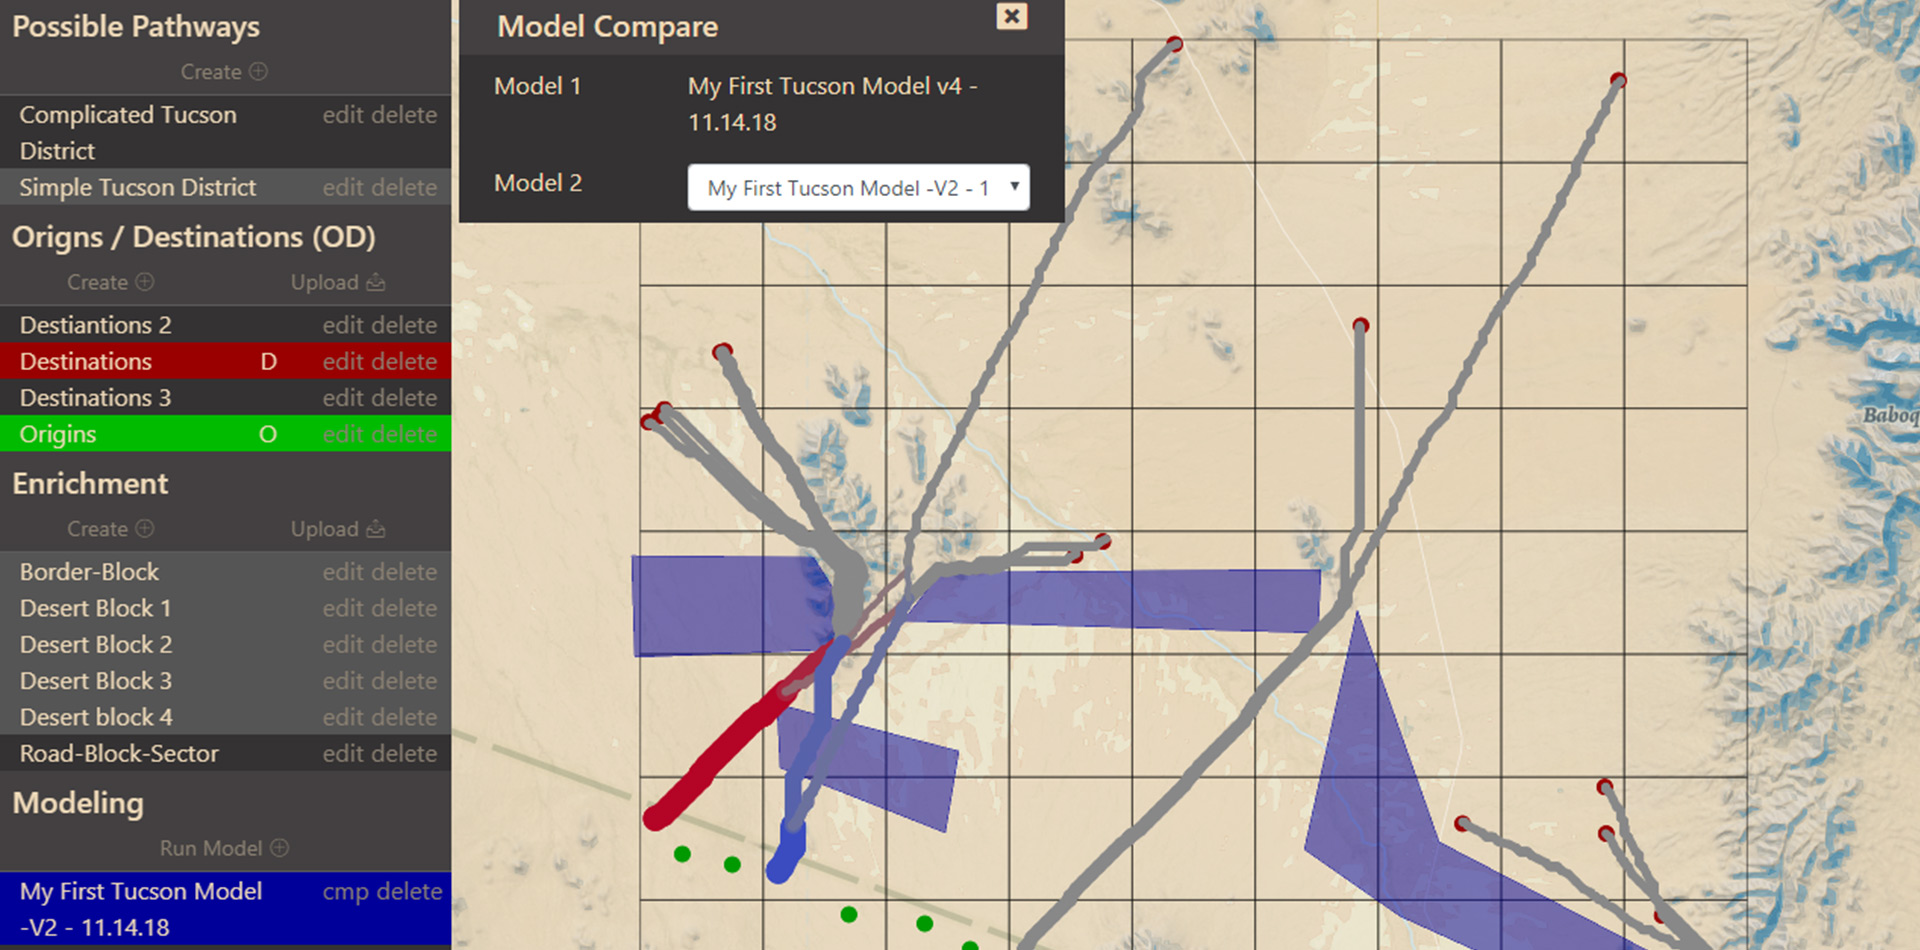 Possible Pathways
Create
Complicated Tucson edit delete
District
Simple Tucson District edit delete
Origns / Destinations (OD)
Create Upload
Destiantions 2 edit delete
Destinations D edit delete
Destinations 3 edit delete
Origins O edit delete
Enrichment
Create Upload
Border-Block edit delete
Desert Block 1 edit delete
Desert Block 2 edit delete
Desert Block 3 edit delete
Desert block 4 edit delete
Road-Block-Sector edit delete
Modeling
Run Model
My First Tucson Model cmp delete
-V2 - 11.14.18
Model Compare
Model 1 My First Tucson Model v4 -
11.14.18
Model 2 My First Tucson Model -V2 - 1
Baboq